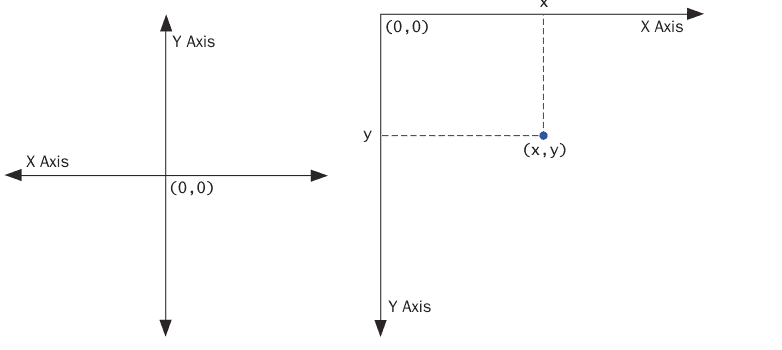 Y Axis
X Axis
(0,0)
x
(0,0)
X Axis
y
(x,y)
Y Axis